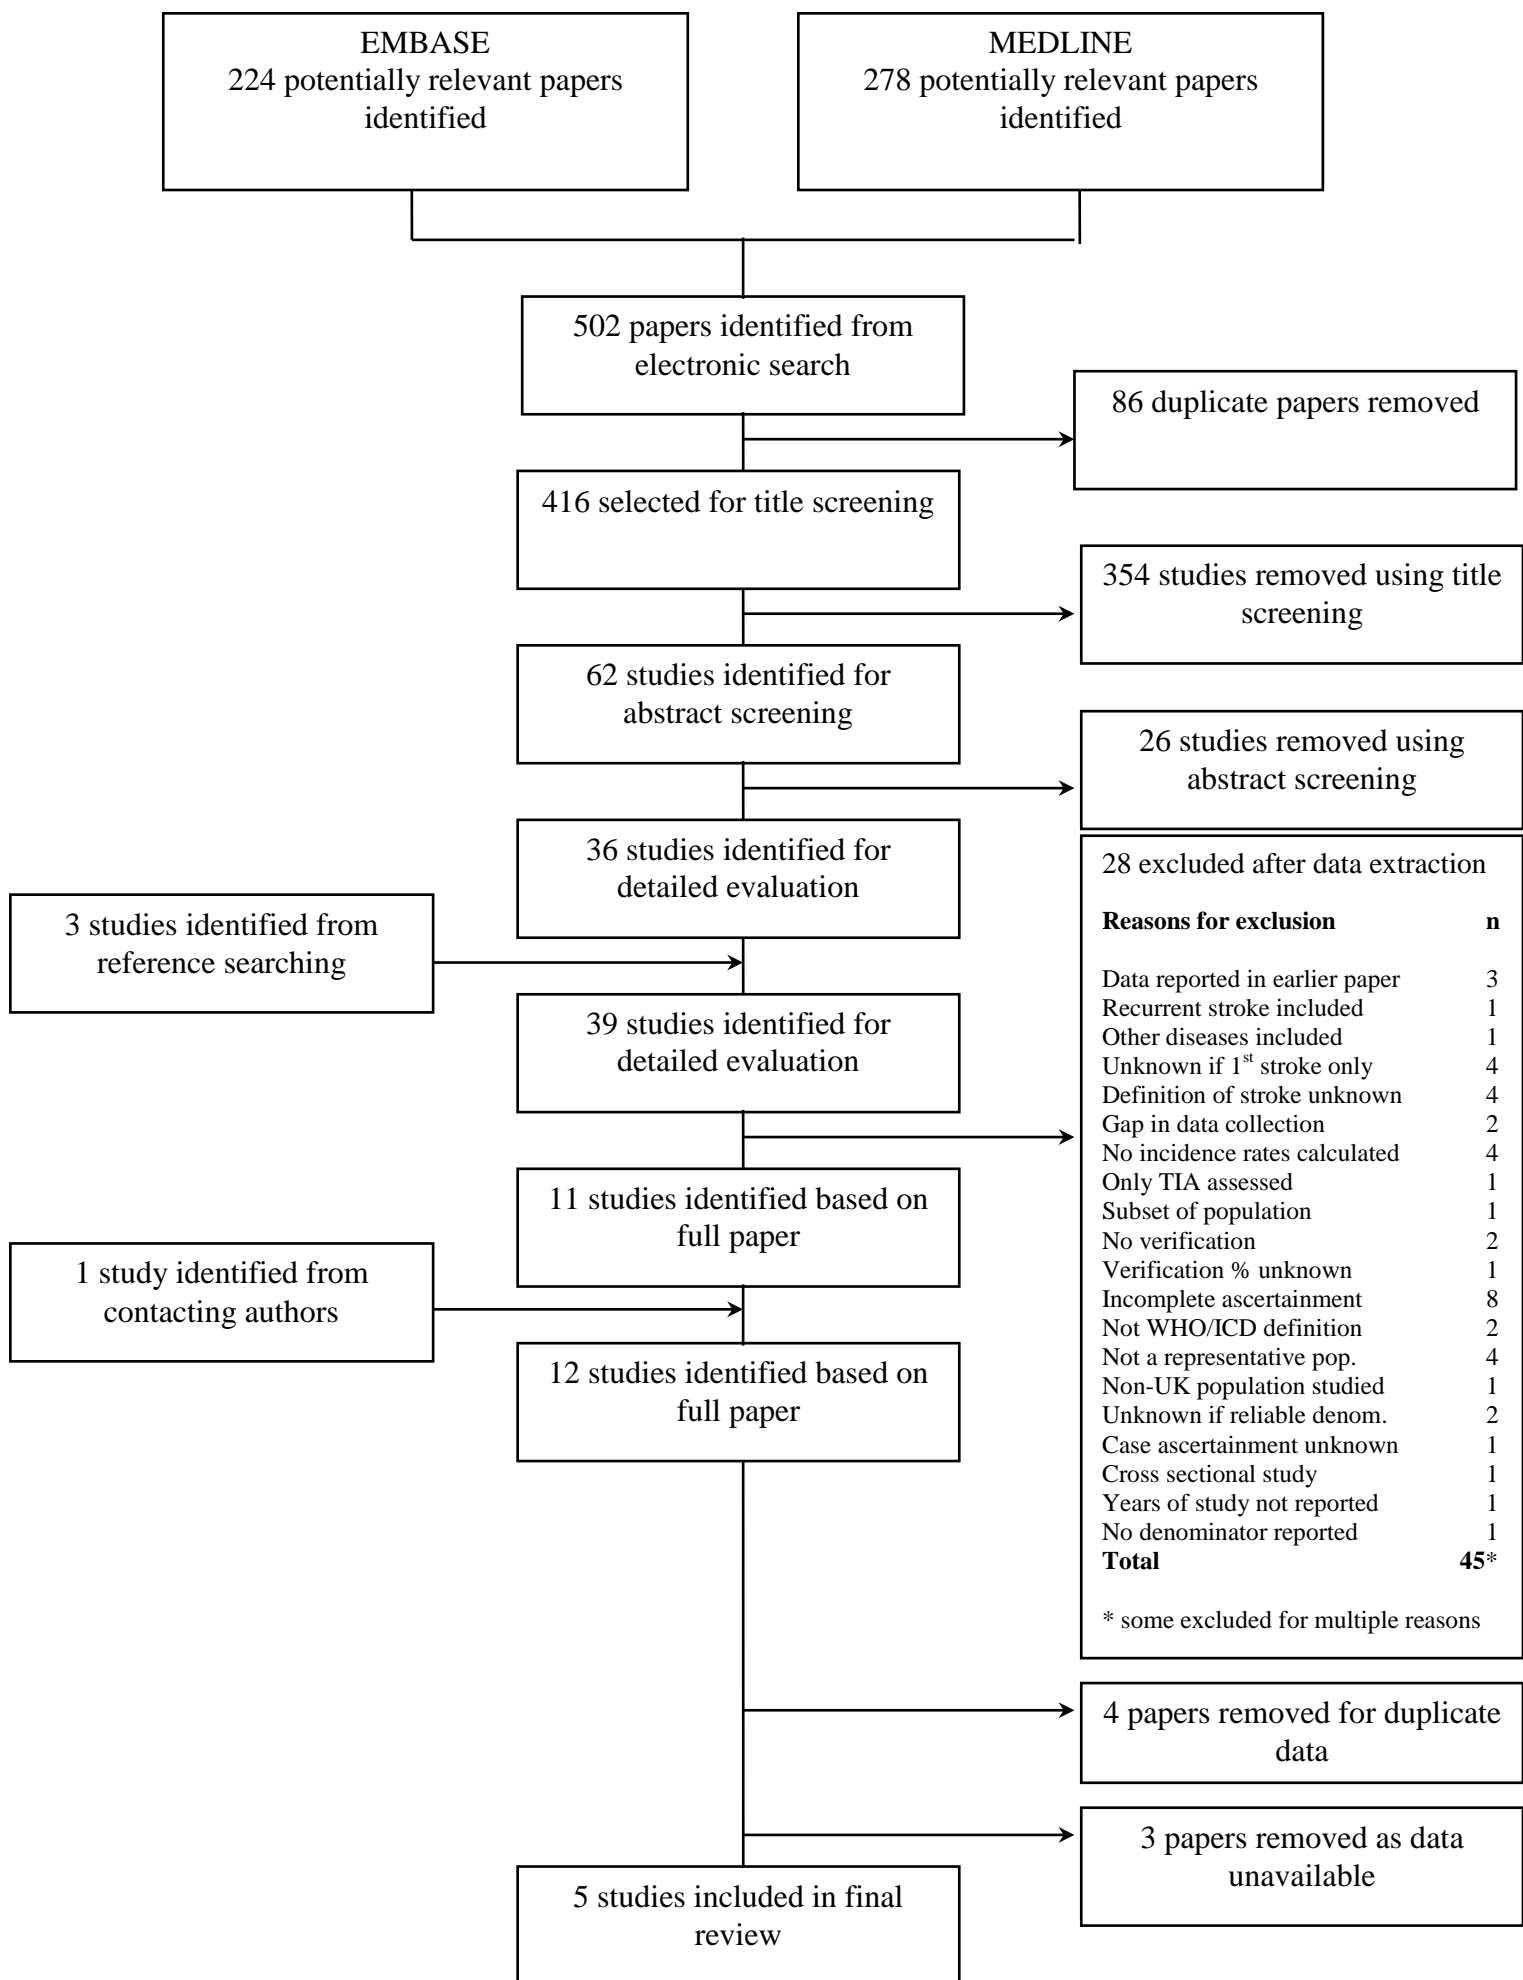 EMBASE
224 potentially relevant papers
identified
MEDLINE
278 potentially relevant papers
identified
502 papers identified from
electronic search
86 duplicate papers removed
416 selected for title screening
354 studies removed using title
screening
62 studies identified for
abstract screening
26 studies removed using
abstract screening
36 studies identified for
detailed evaluation
3 studies identified from
reference searching
39 studies identified for
detailed evaluation
28 excluded after data extraction
Reasons for exclusion n
Data reported in earlier paper 3
Recurrent stroke included 1
Other diseases included 1
Unknown if 1st stroke only 4
Definition of stroke unknown 4
Gap in data collection 2
No incidence rates calculated 4
Only TIA assessed 1
Subset of population 1
No verification 2
Verification % unknown 1
Incomplete ascertainment 8
Not WHO/ICD definition 2
Not a representative pop. 4
Non-UK population studied 1
Unknown if reliable denom. 2
Case ascertainment unknown 1
Cross sectional study 1
Years of study not reported 1
No denominator reported 1
Total 45*
* some excluded for multiple reasons
11 studies identified based on
full paper
1 study identified from
contacting authors
12 studies identified based on
full paper
4 papers removed for duplicate
data
3 papers removed as data
unavailable
5 studies included in final
review